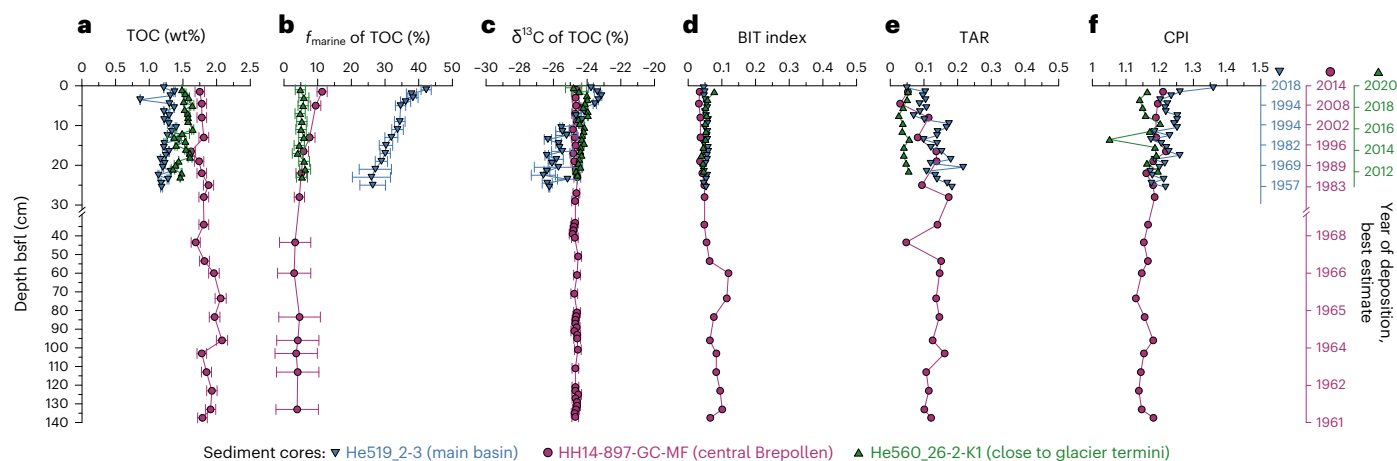 a b c d e f
TOC (wt%) fmarine of TOC (%) δ13C of TOC (%) BIT index TAR CPI
0 0.5 1.0 1.5 2.0 2.5 0 10 20 30 40 50 –30 –28 –26 –24 –22 –20 0 0.1 0.2 0.3 0.4 0.5 0 0.1 0.2 0.3 0.4 0.5 1 1.1 1.2 1.3 1.4 1.5
0 2018 2014 2020
1994 2008 2018
10 1994 2002 2016
1982 1996 2014
20 1969 1989 2012
1957 1983
30
40 1968
50
60 1966
70
80 1965
90
100 1964
110
120 1962
130
140 1961
Depth bsfl (cm)
Year of deposition,
best estimate
Sediment cores: He519_2-3 (main basin) HH14-897-GC-MF (central Brepollen) He560_26-2-K1 (close to glacier termini)